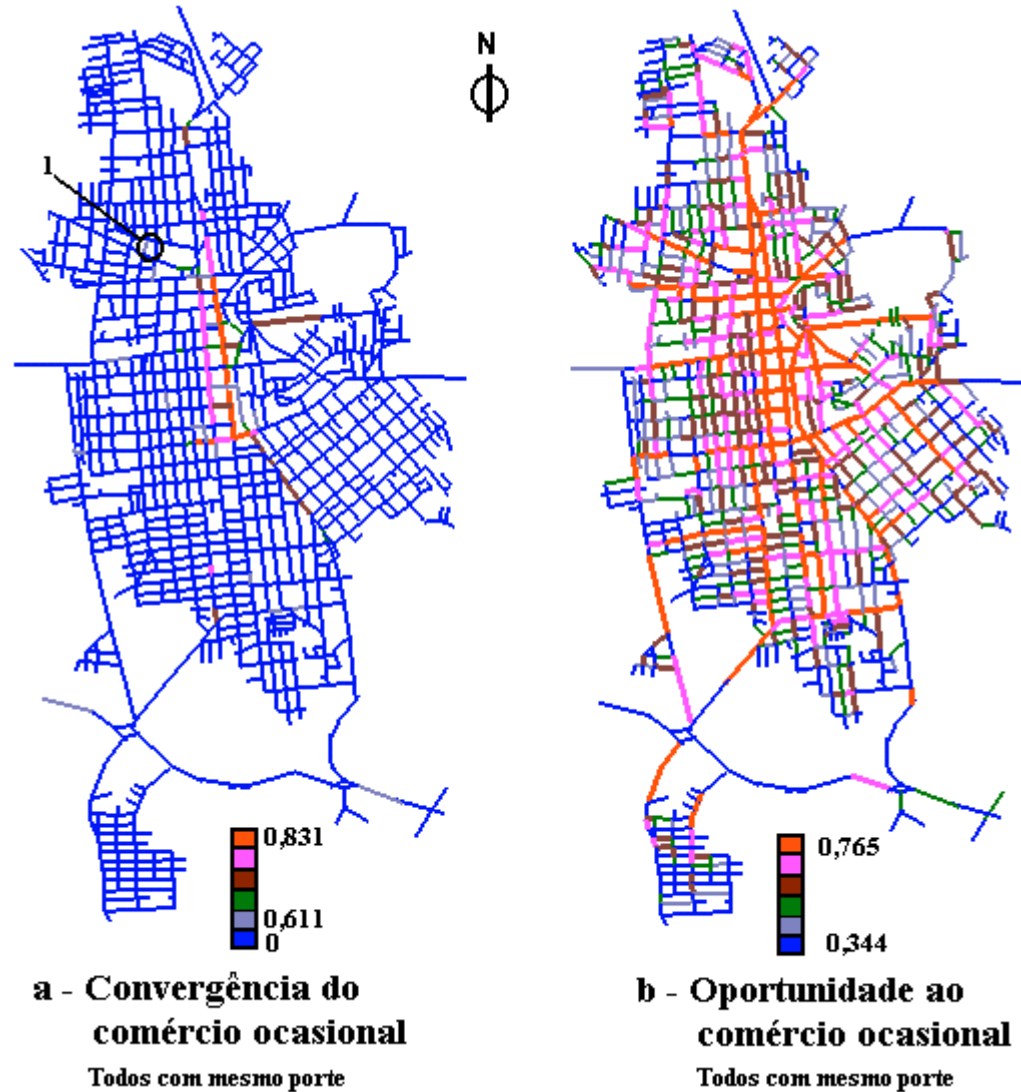 N
1
0,831
0,611
0
0,765
0,344
a - Convergência do
comércio ocasional
Todos com mesmo porte
b - Oportunidade ao
comércio ocasional
Todos com mesmo porte